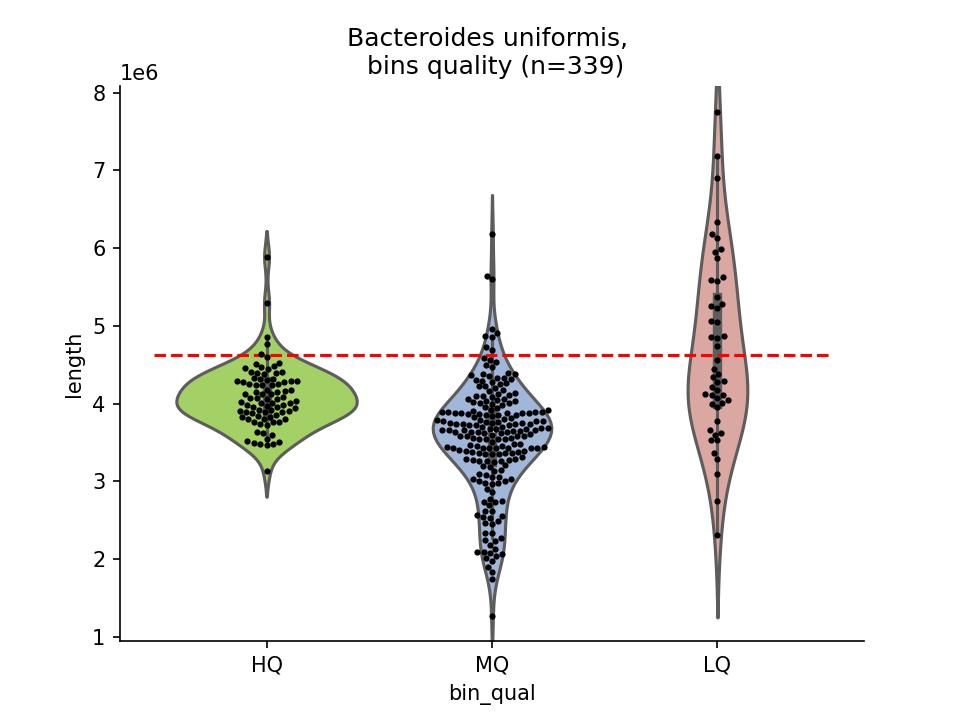 Bacteroides uniformis,
bins quality (n=339)
1e6
8
7
6
5
4
3
2
1
length
HQ MQ LQ
bin_qual